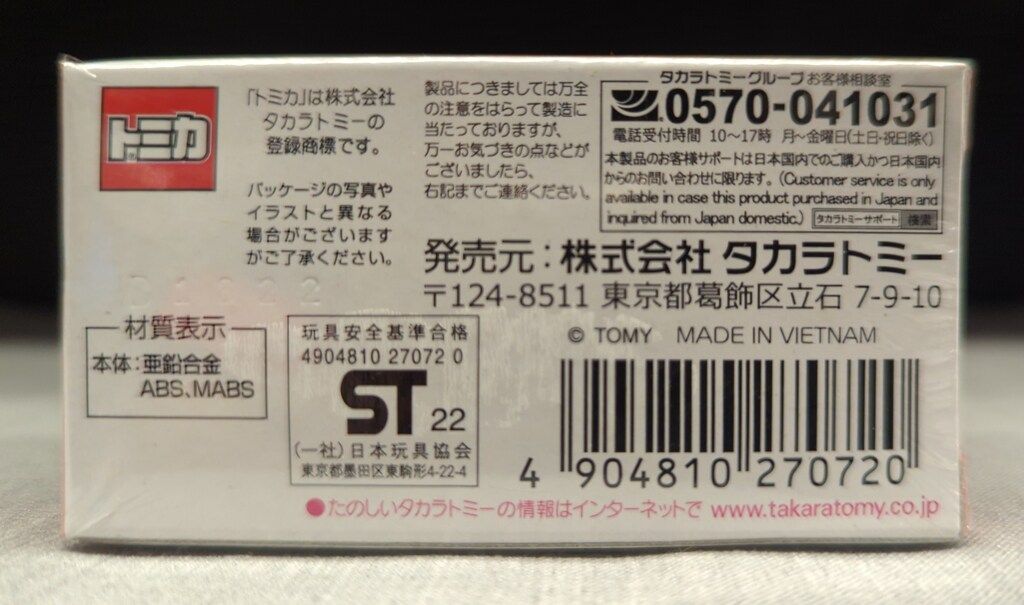 トミカ
「トミカ」は株式会社
タカラトミーの
登録商標です。
パッケージの写真や
イラストと異なる
場合がございます
がご了承ください。
製品につきましては万全
の注意をはらって製造に
当たっておりますが、
万一お気づきの点などが
ございましたら、
右記までご連絡ください。
タカラトミーグループお客様相談室
0570-041031
電話受付時間 10〜17時 月〜金曜日(土日・祝日除く)
本製品のお客様サポートは日本国内でのご購入かつ日本国内
からのお問い合わせに限ります。(Customer service is only
available in case this product purchased in Japan and
inquired from Japan domestic.) タカラトミーサポート 検索
発売元:株式会社 タカラトミー
〒124-8511 東京都葛飾区立石 7-9-10
© TOMY MADE IN VIETNAM
材質表示
本体:亜鉛合金
ABS、MABS
玩具安全基準合格
4904810 27072 0
ST 22
(一社)日本玩具協会
東京都墨田区東駒形4-22-4
4 904810 270720
●たのしいタカラトミーの情報はインターネットで www.takaratomy.co.jp